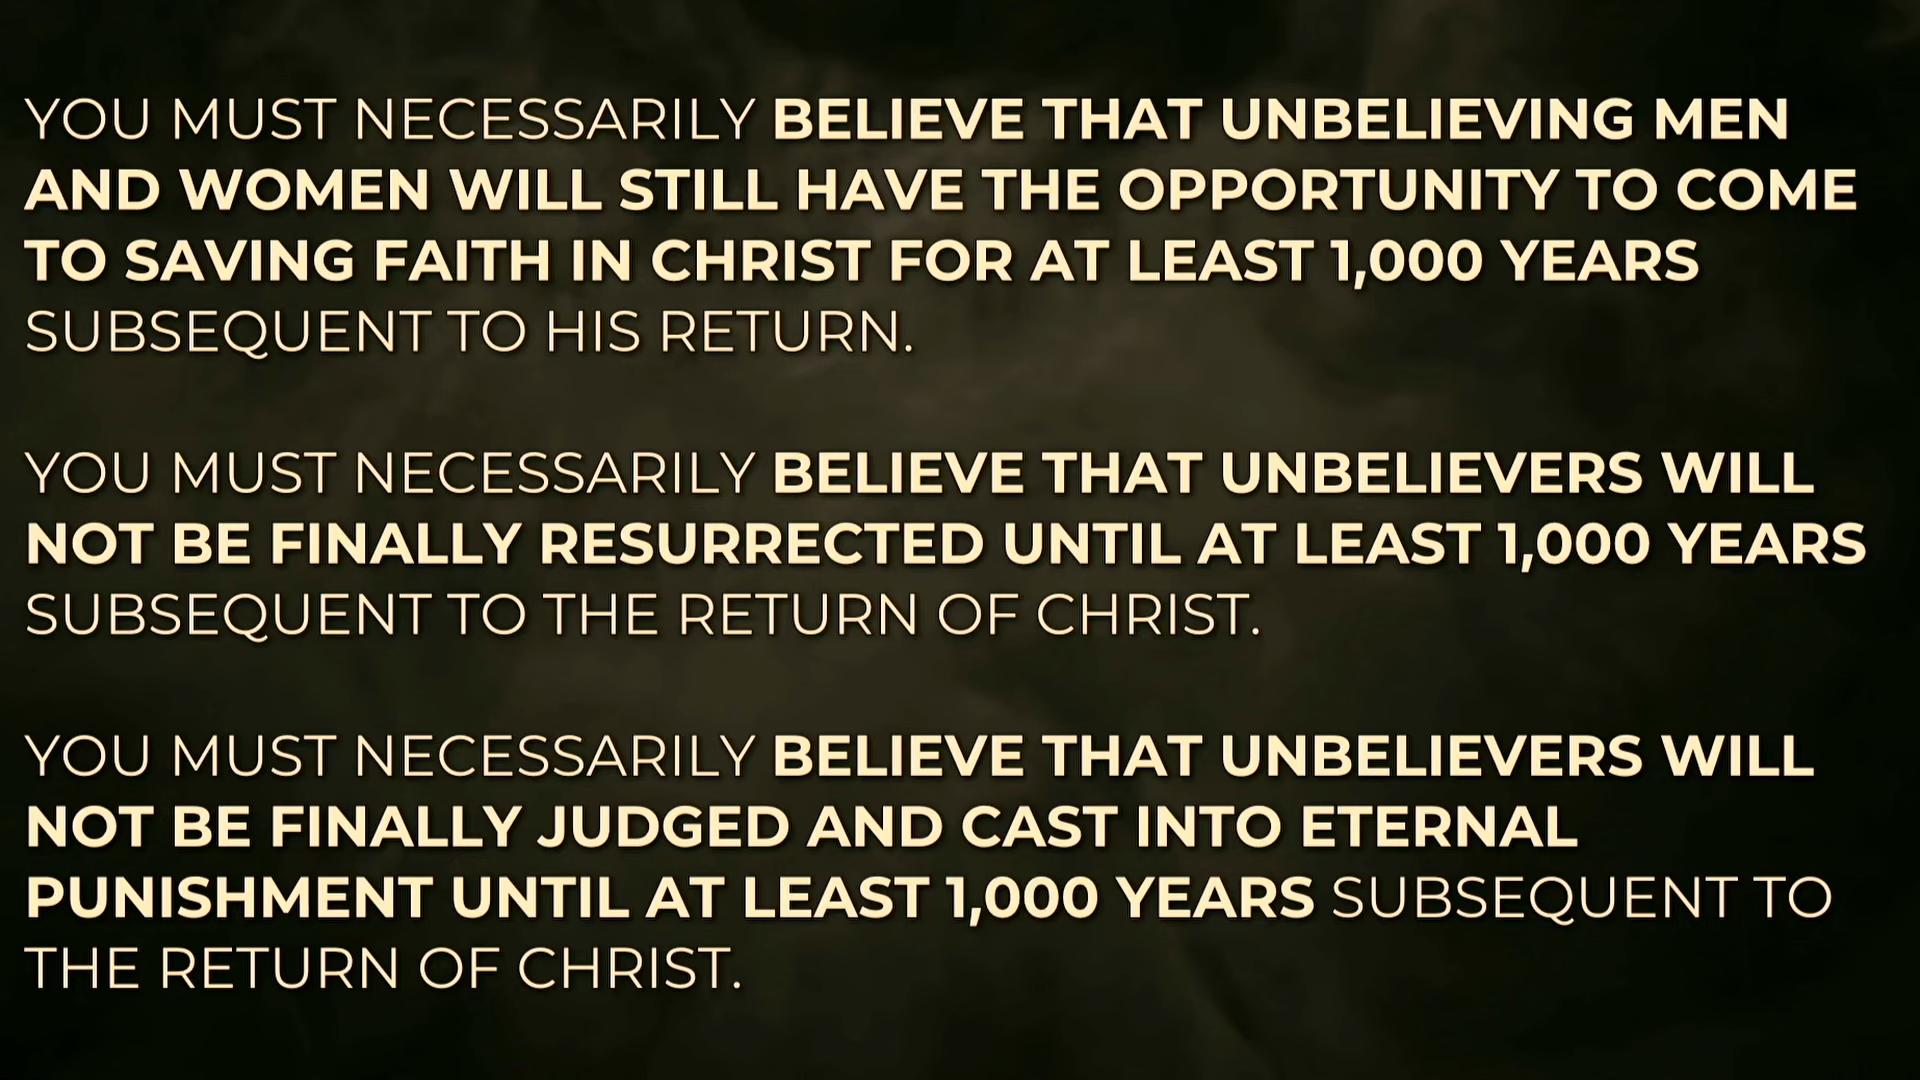 YOU MUST NECESSARILY BELIEVE THAT UNBELIEVING MEN
AND WOMEN WILL STILL HAVE THE OPPORTUNITY TO COME
TO SAVING FAITH IN CHRIST FOR AT LEAST 1,000 YEARS
SUBSEQUENT TO HIS RETURN.
YOU MUST NECESSARILY BELIEVE THAT UNBELIEVERS WILL
NOT BE FINALLY RESURRECTED UNTIL AT LEAST 1,000 YEARS
SUBSEQUENT TO THE RETURN OF CHRIST.
YOU MUST NECESSARILY BELIEVE THAT UNBELIEVERS WILL
NOT BE FINALLY JUDGED AND CAST INTO ETERNAL
PUNISHMENT UNTIL AT LEAST 1,000 YEARS SUBSEQUENT TO
THE RETURN OF CHRIST.